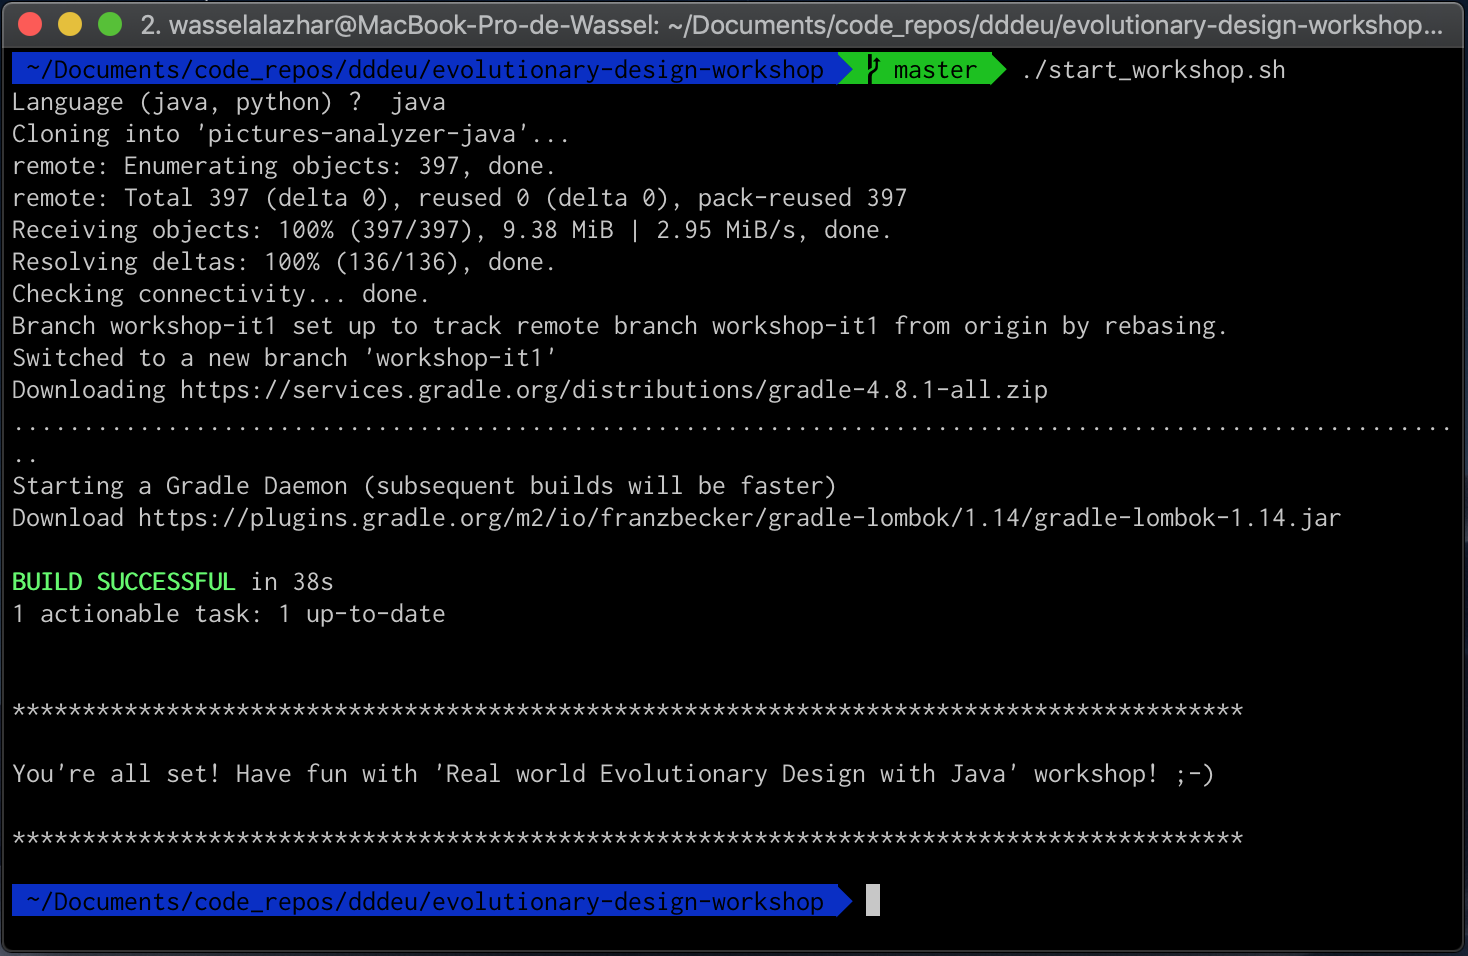 2. wasselalazhar@MacBook-Pro-de-Wassel: ~/Documents/code_repos/dddeu/evolutionary-design-workshop...
~/Documents/code_repos/dddeu/evolutionary-design-workshop master ./start_workshop.sh
Language (java, python) ?  java
Cloning into 'pictures-analyzer-java'...
remote: Enumerating objects: 397, done.
remote: Total 397 (delta 0), reused 0 (delta 0), pack-reused 397
Receiving objects: 100% (397/397), 9.38 MiB | 2.95 MiB/s, done.
Resolving deltas: 100% (136/136), done.
Checking connectivity... done.
Branch workshop-it1 set up to track remote branch workshop-it1 from origin by rebasing.
Switched to a new branch 'workshop-it1'
Downloading https://services.gradle.org/distributions/gradle-4.8.1-all.zip
.......................................................................................................
..
Starting a Gradle Daemon (subsequent builds will be faster)
Download https://plugins.gradle.org/m2/io/franzbecker/gradle-lombok/1.14/gradle-lombok-1.14.jar
BUILD SUCCESSFUL in 38s
1 actionable task: 1 up-to-date
****************************************************************************************
You're all set! Have fun with 'Real world Evolutionary Design with Java' workshop! ;-)
****************************************************************************************
~/Documents/code_repos/dddeu/evolutionary-design-workshop